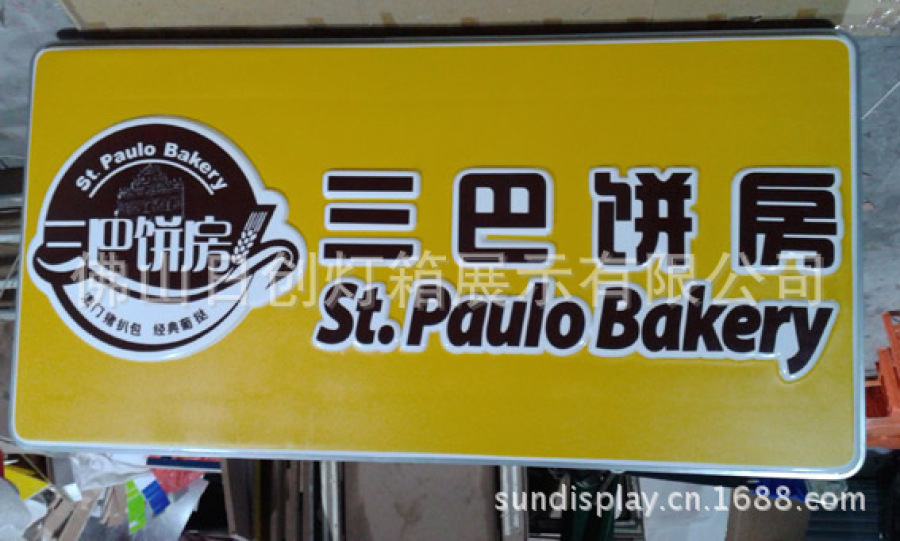 St. Paulo Bakery
三巴饼房
澳门猪扒包 经典葡挞
三巴饼房
St. Paulo Bakery
佛山百创灯箱展示有限公司
sundisplay.cn.1688.com